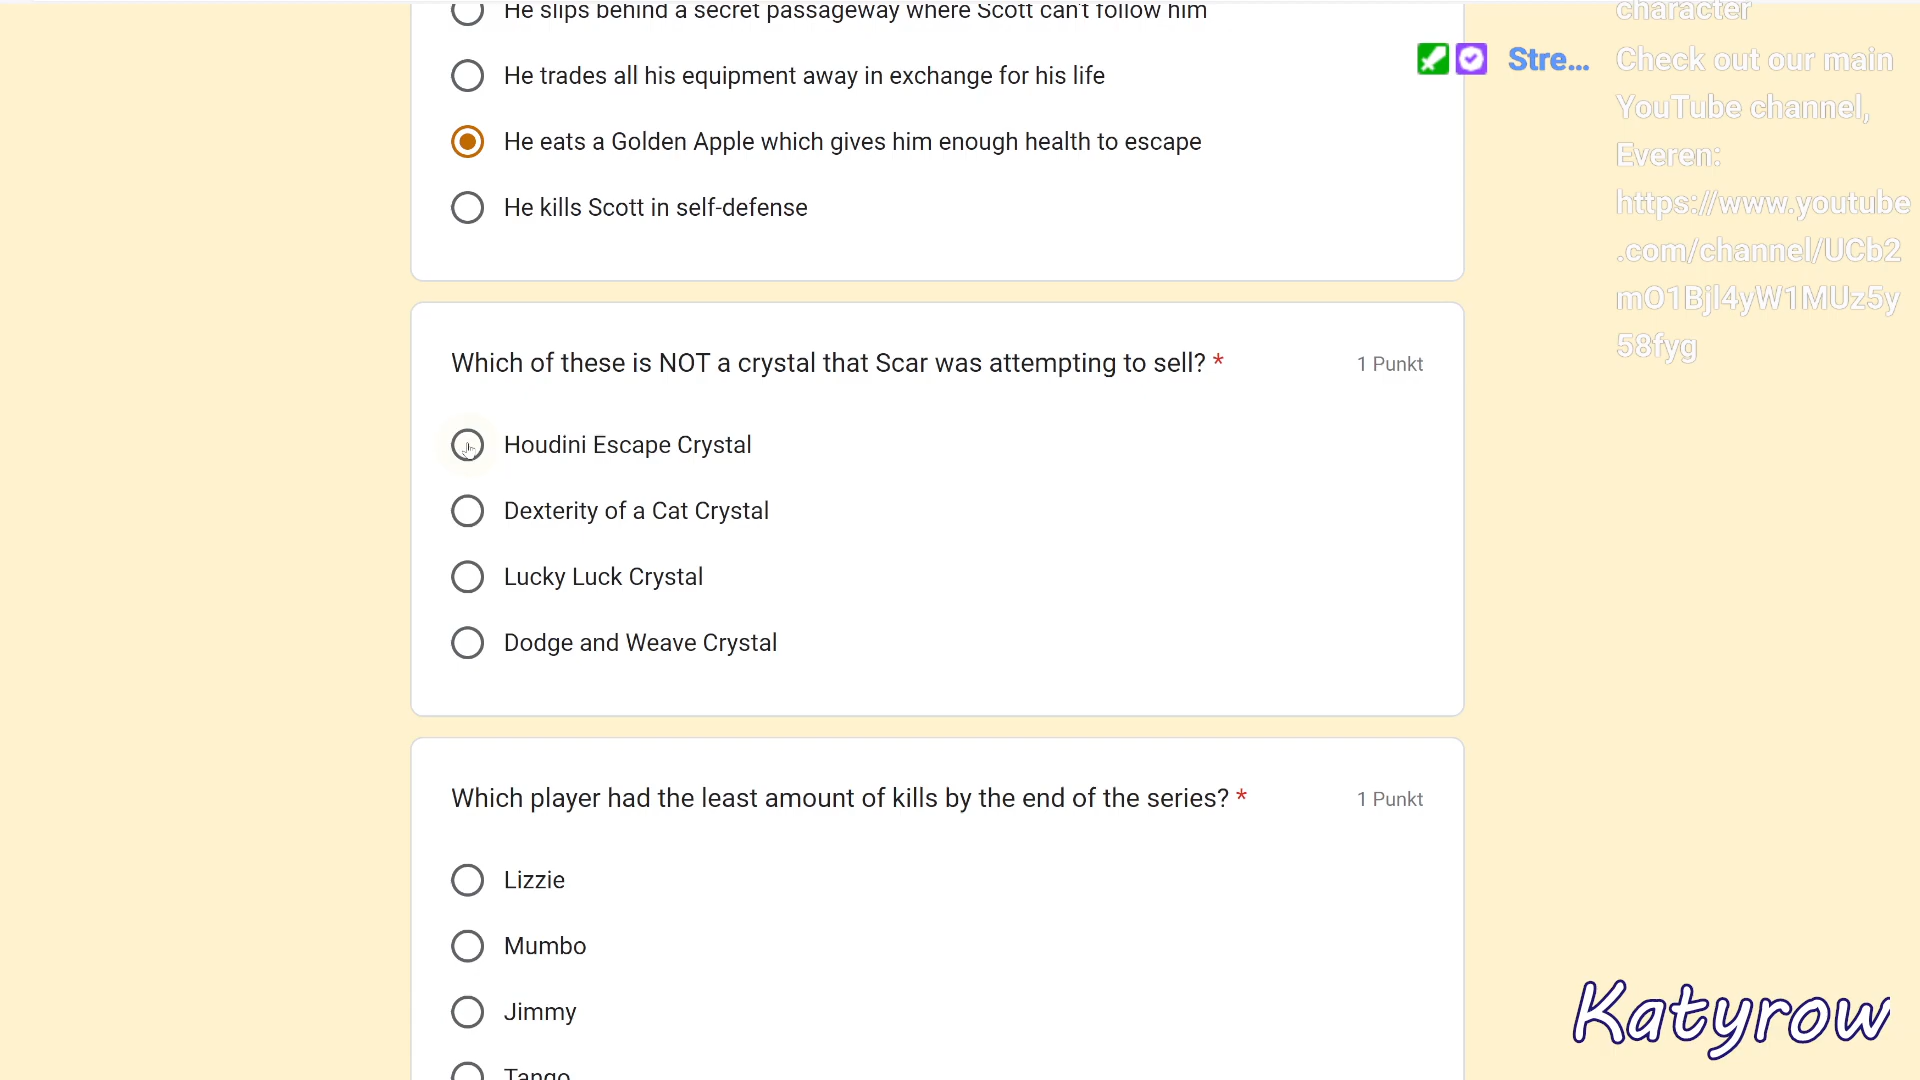 He slips behind a secret passageway where Scott can't follow him
He trades all his equipment away in exchange for his life
He eats a Golden Apple which gives him enough health to escape
He kills Scott in self-defense
Which of these is NOT a crystal that Scar was attempting to sell? *
1 Punkt
Houdini Escape Crystal
Dexterity of a Cat Crystal
Lucky Luck Crystal
Dodge and Weave Crystal
Which player had the least amount of kills by the end of the series? *
1 Punkt
Lizzie
Mumbo
Jimmy
Tango
character
Stre...
Check out our main
YouTube channel,
Everen:
https://www.youtube
.com/channel/UCb2
mO1Bjl4yW1MUz5y
58fyg
Katyrow